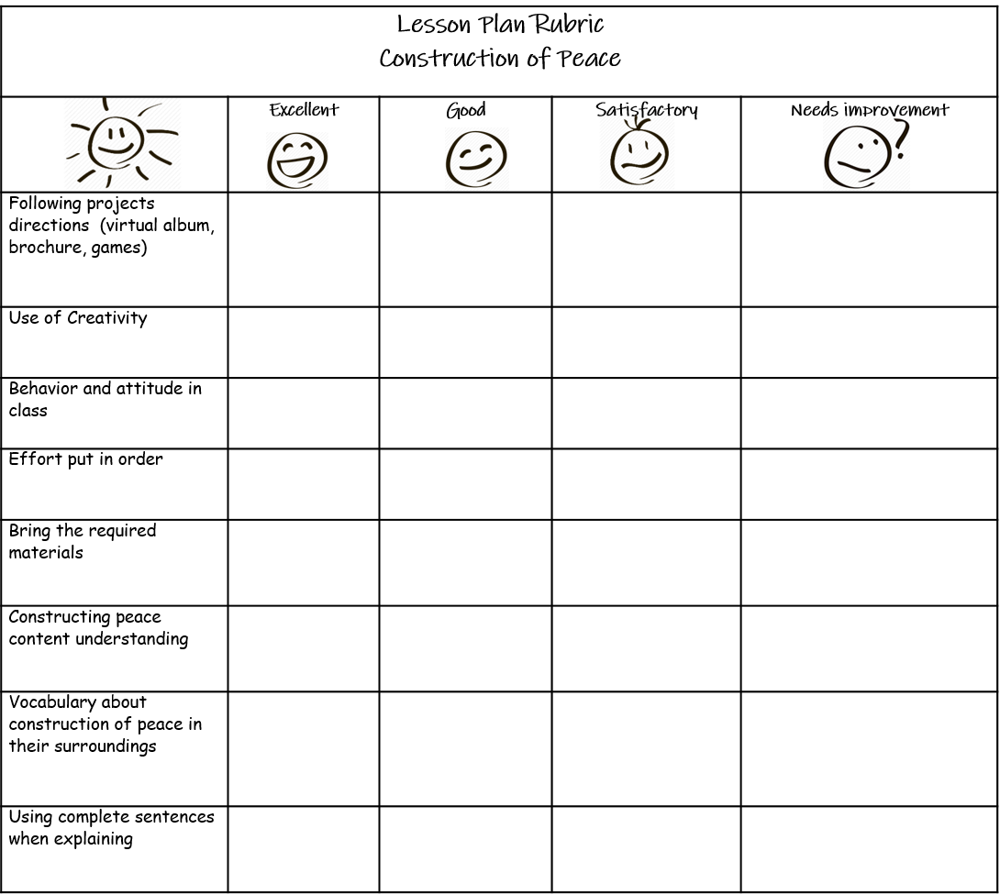 Lesson Plan Rubric
Construction of Peace
Excellent
Good
Satisfactory
Needs improvement
?
Following projects
directions (virtual album,
brochure, games)
Use of Creativity
Behavior and attitude in
class
Effort put in order
Bring the required
materials
Constructing peace
content understanding
Vocabulary about
construction of peace in
their surroundings
Using complete sentences
when explaining